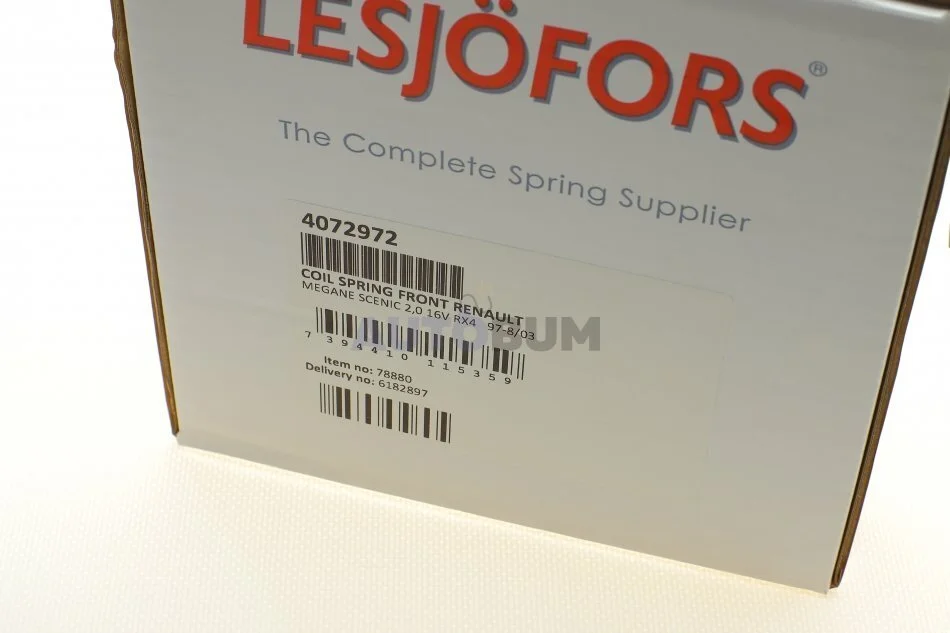 LESJÖFORS®
The Complete Spring Supplier
4072972
COIL SPRING FRONT RENAULT
MEGANE SCENIC 2,0 16V RX4 97-8/03
AUTOBUM
7 394410 115359
Item no: 78880
Delivery no: 6182897